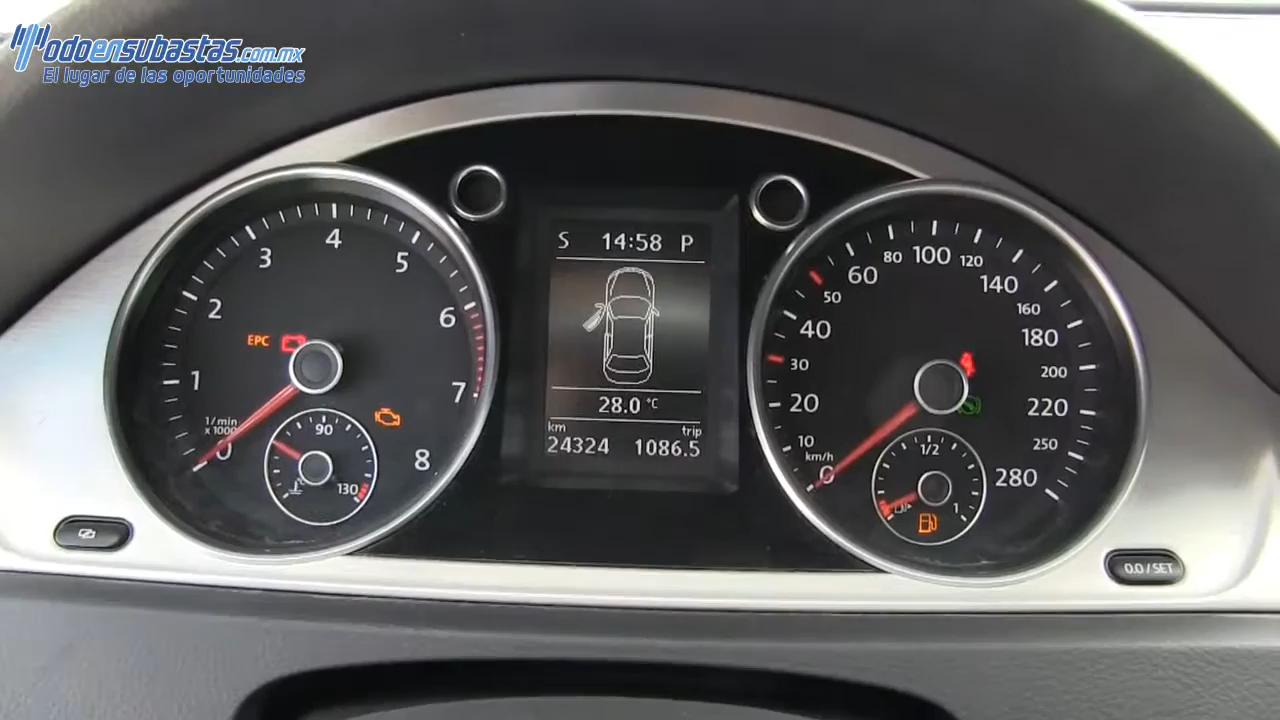 Todoensubastas.com.mx
El lugar de las oportunidades
S 14:58 P
28.0 °C
km trip
24324 1086.5
0 1 2 3 4 5 6 7 8
1/min
x 1000
EPC
90
130
0 10 20 30 40 50 60 80 100 120 140 160 180 200 220 250 280
km/h
1/2
1
0.0 / SET